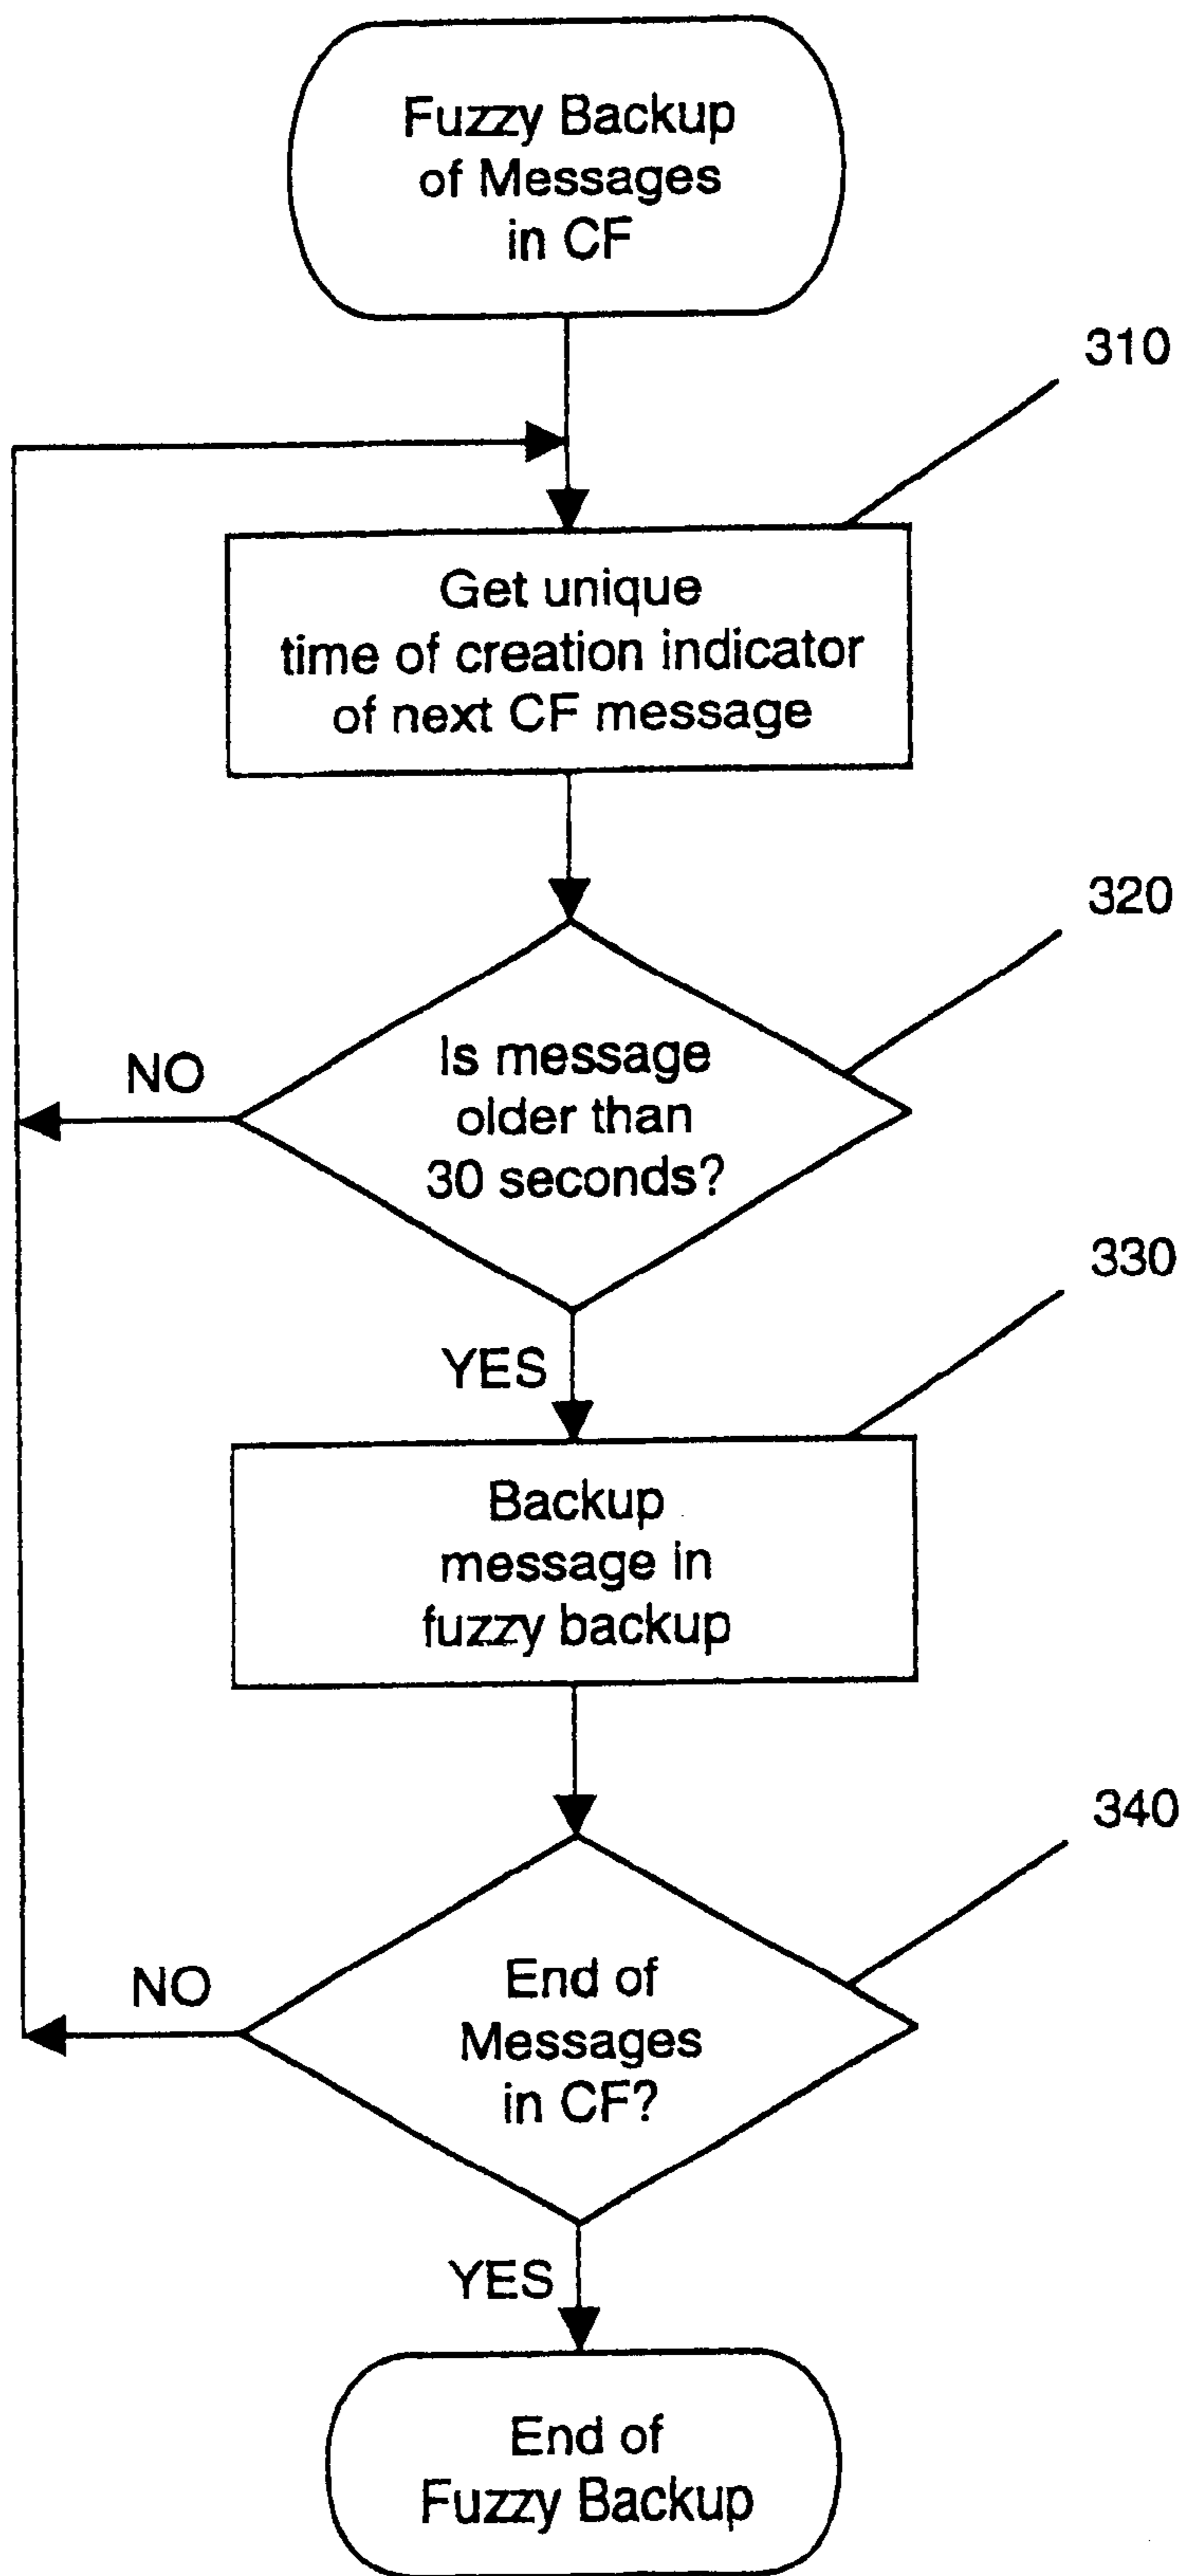 Fuzzy Backup
of Messages
in CF
310
Get unique
time of creation indicator
of next CF message
320
NO
Is message
older than
30 seconds?
330
YES
Backup
message in
fuzzy backup
340
NO
End of
Messages
in CF?
YES
End of
Fuzzy Backup